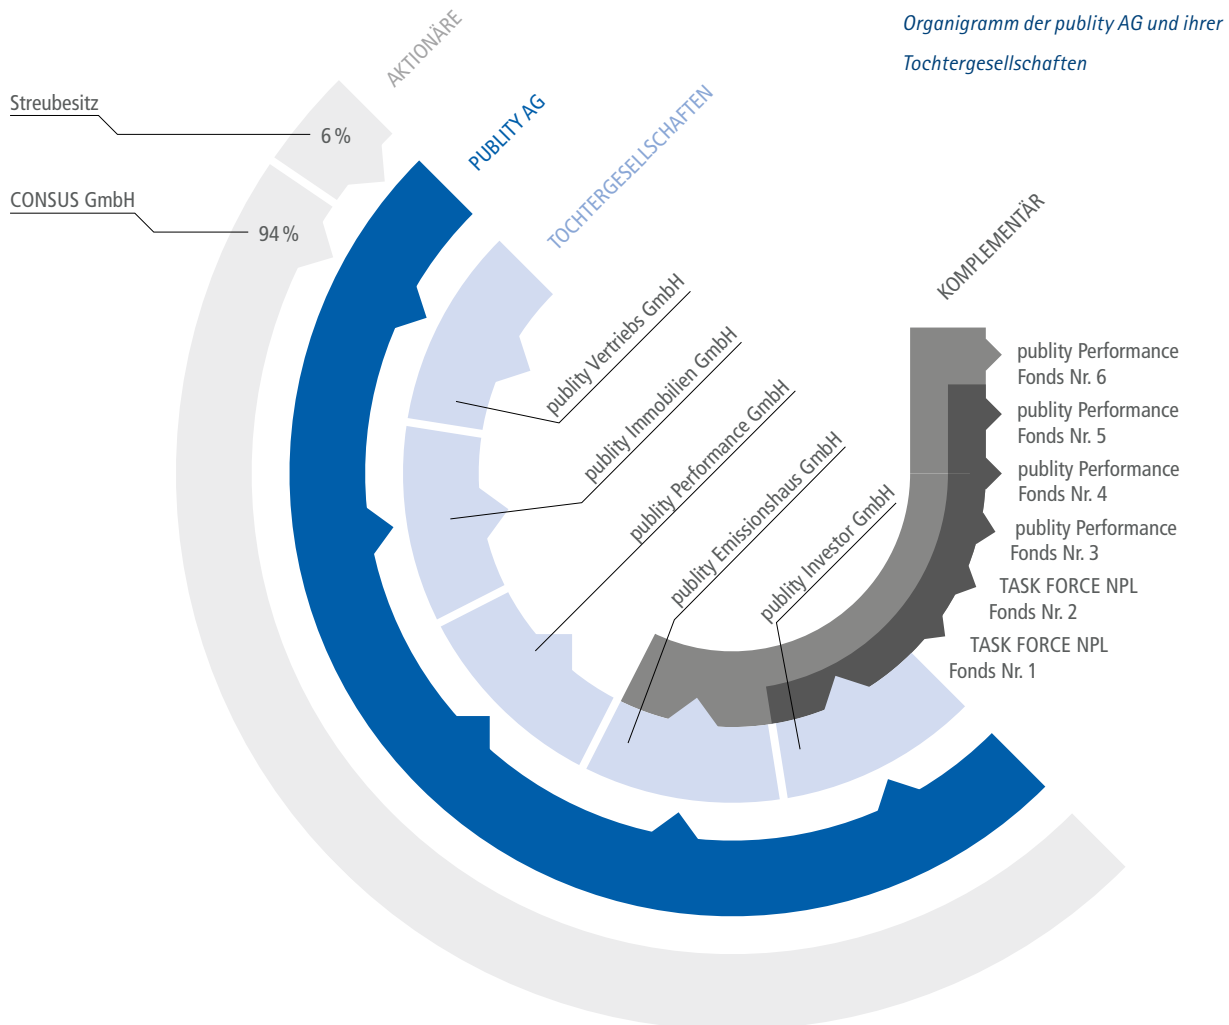 Organigramm der publity AG und ihrer
Tochtergesellschaften
AKTIONÄRE
PUBLITY AG
TOCHTERGESELLSCHAFTEN
KOMPLEMENTÄR
Streubesitz
6 %
CONSUS GmbH
94 %
publity Vertriebs GmbH
publity Immobilien GmbH
publity Performance GmbH
publity Emissionshaus GmbH
publity Investor GmbH
publity Performance
Fonds Nr. 6
publity Performance
Fonds Nr. 5
publity Performance
Fonds Nr. 4
publity Performance
Fonds Nr. 3
TASK FORCE NPL
Fonds Nr. 2
TASK FORCE NPL
Fonds Nr. 1